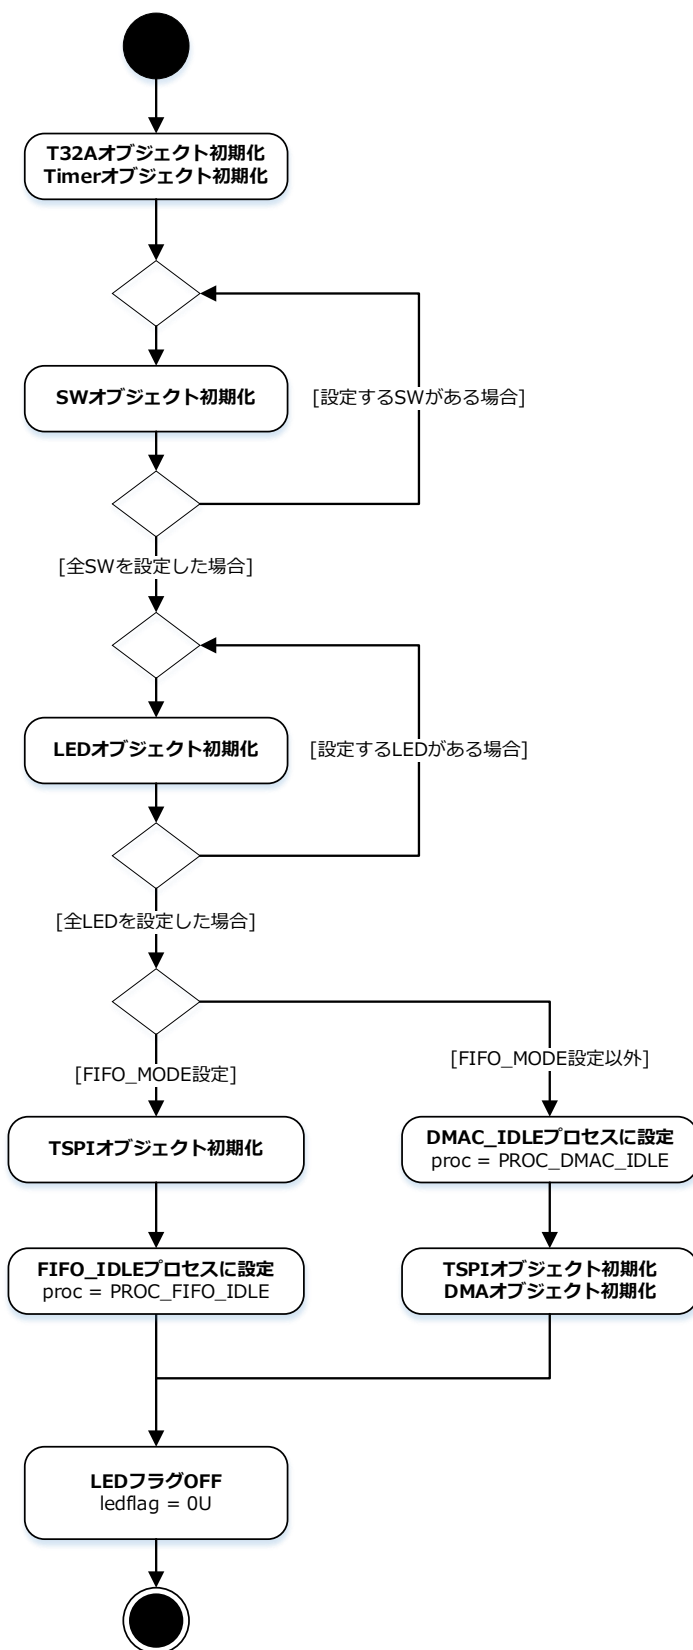 T32Aオブジェクト初期化
Timerオブジェクト初期化
SWオブジェクト初期化
[設定するSWがある場合]
[全SWを設定した場合]
LEDオブジェクト初期化
[設定するLEDがある場合]
[全LEDを設定した場合]
[FIFO_MODE設定]
[FIFO_MODE設定以外]
TSPIオブジェクト初期化
DMAC_IDLEプロセスに設定
proc = PROC_DMAC_IDLE
FIFO_IDLEプロセスに設定
proc = PROC_FIFO_IDLE
TSPIオブジェクト初期化
DMAオブジェクト初期化
LEDフラグOFF
ledflag = 0U